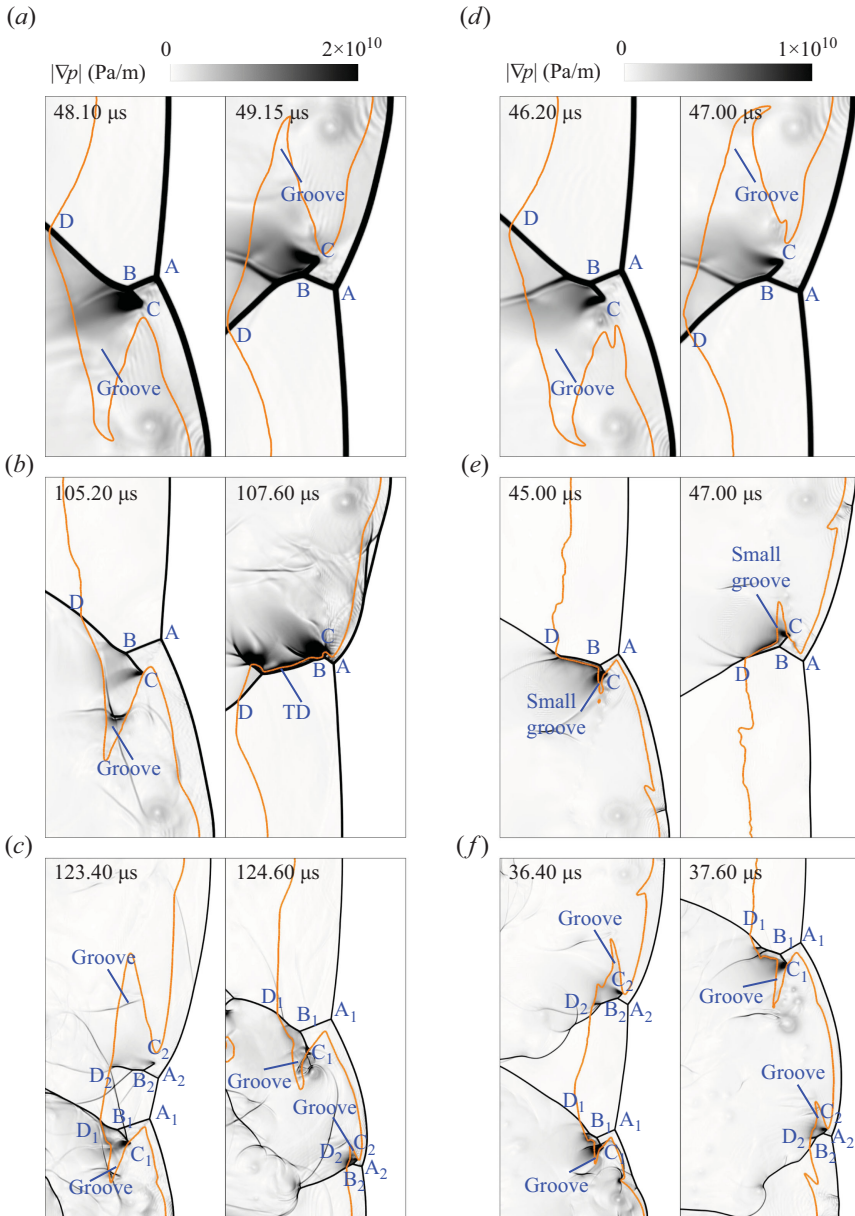 (a)
0
2×10¹⁰
|∇p| (Pa/m)
48.10 μs
49.15 μs
D
B
A
C
Groove
Groove
C
B
A
D
(d)
0
1×10¹⁰
|∇p| (Pa/m)
46.20 μs
47.00 μs
D
B
A
C
Groove
Groove
C
B
A
D
(b)
105.20 μs
107.60 μs
D
B
A
C
Groove
C
B
A
D
TD
(e)
45.00 μs
47.00 μs
D
B
A
C
Small
groove
Small
groove
C
B
A
D
(c)
123.40 μs
124.60 μs
Groove
C₂
D₂
B₂
A₂
B₁
A₁
D₁
C₁
Groove
D₁
B₁
A₁
C₁
Groove
Groove
C₂
D₂
B₂
A₂
(f)
36.40 μs
37.60 μs
Groove
C₂
D₂
B₂
A₂
D₁
B₁
A₁
C₁
Groove
D₁
B₁
A₁
C₁
Groove
Groove
C₂
D₂
B₂
A₂